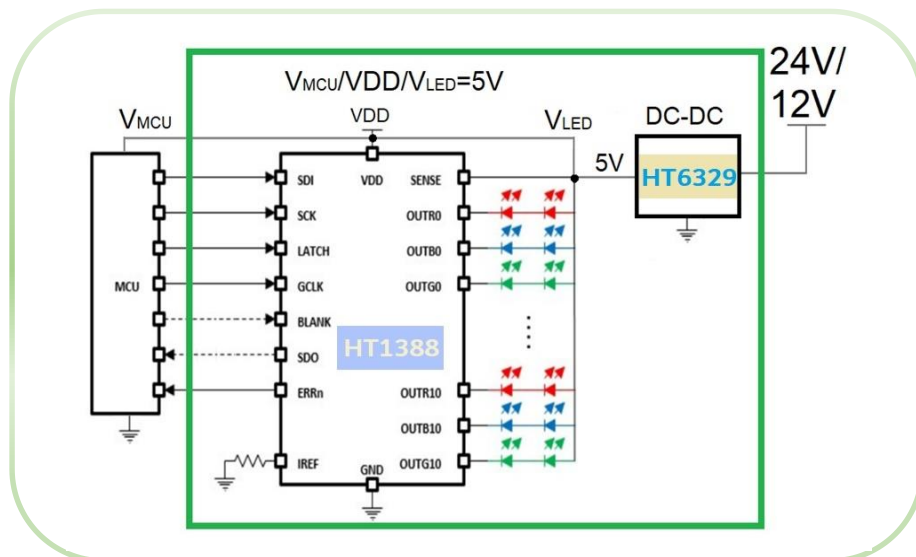 24V/
12V
VMCU/VDD/VLED=5V
VMCU
VDD
VLED
DC-DC
5V
HT6329
MCU
SDI
VDD
SENSE
SCK
OUTR0
LATCH
OUTB0
GCLK
OUTG0
BLANK
HT1388
SDO
ERRn
OUTR10
OUTB10
IREF
GND
OUTG10